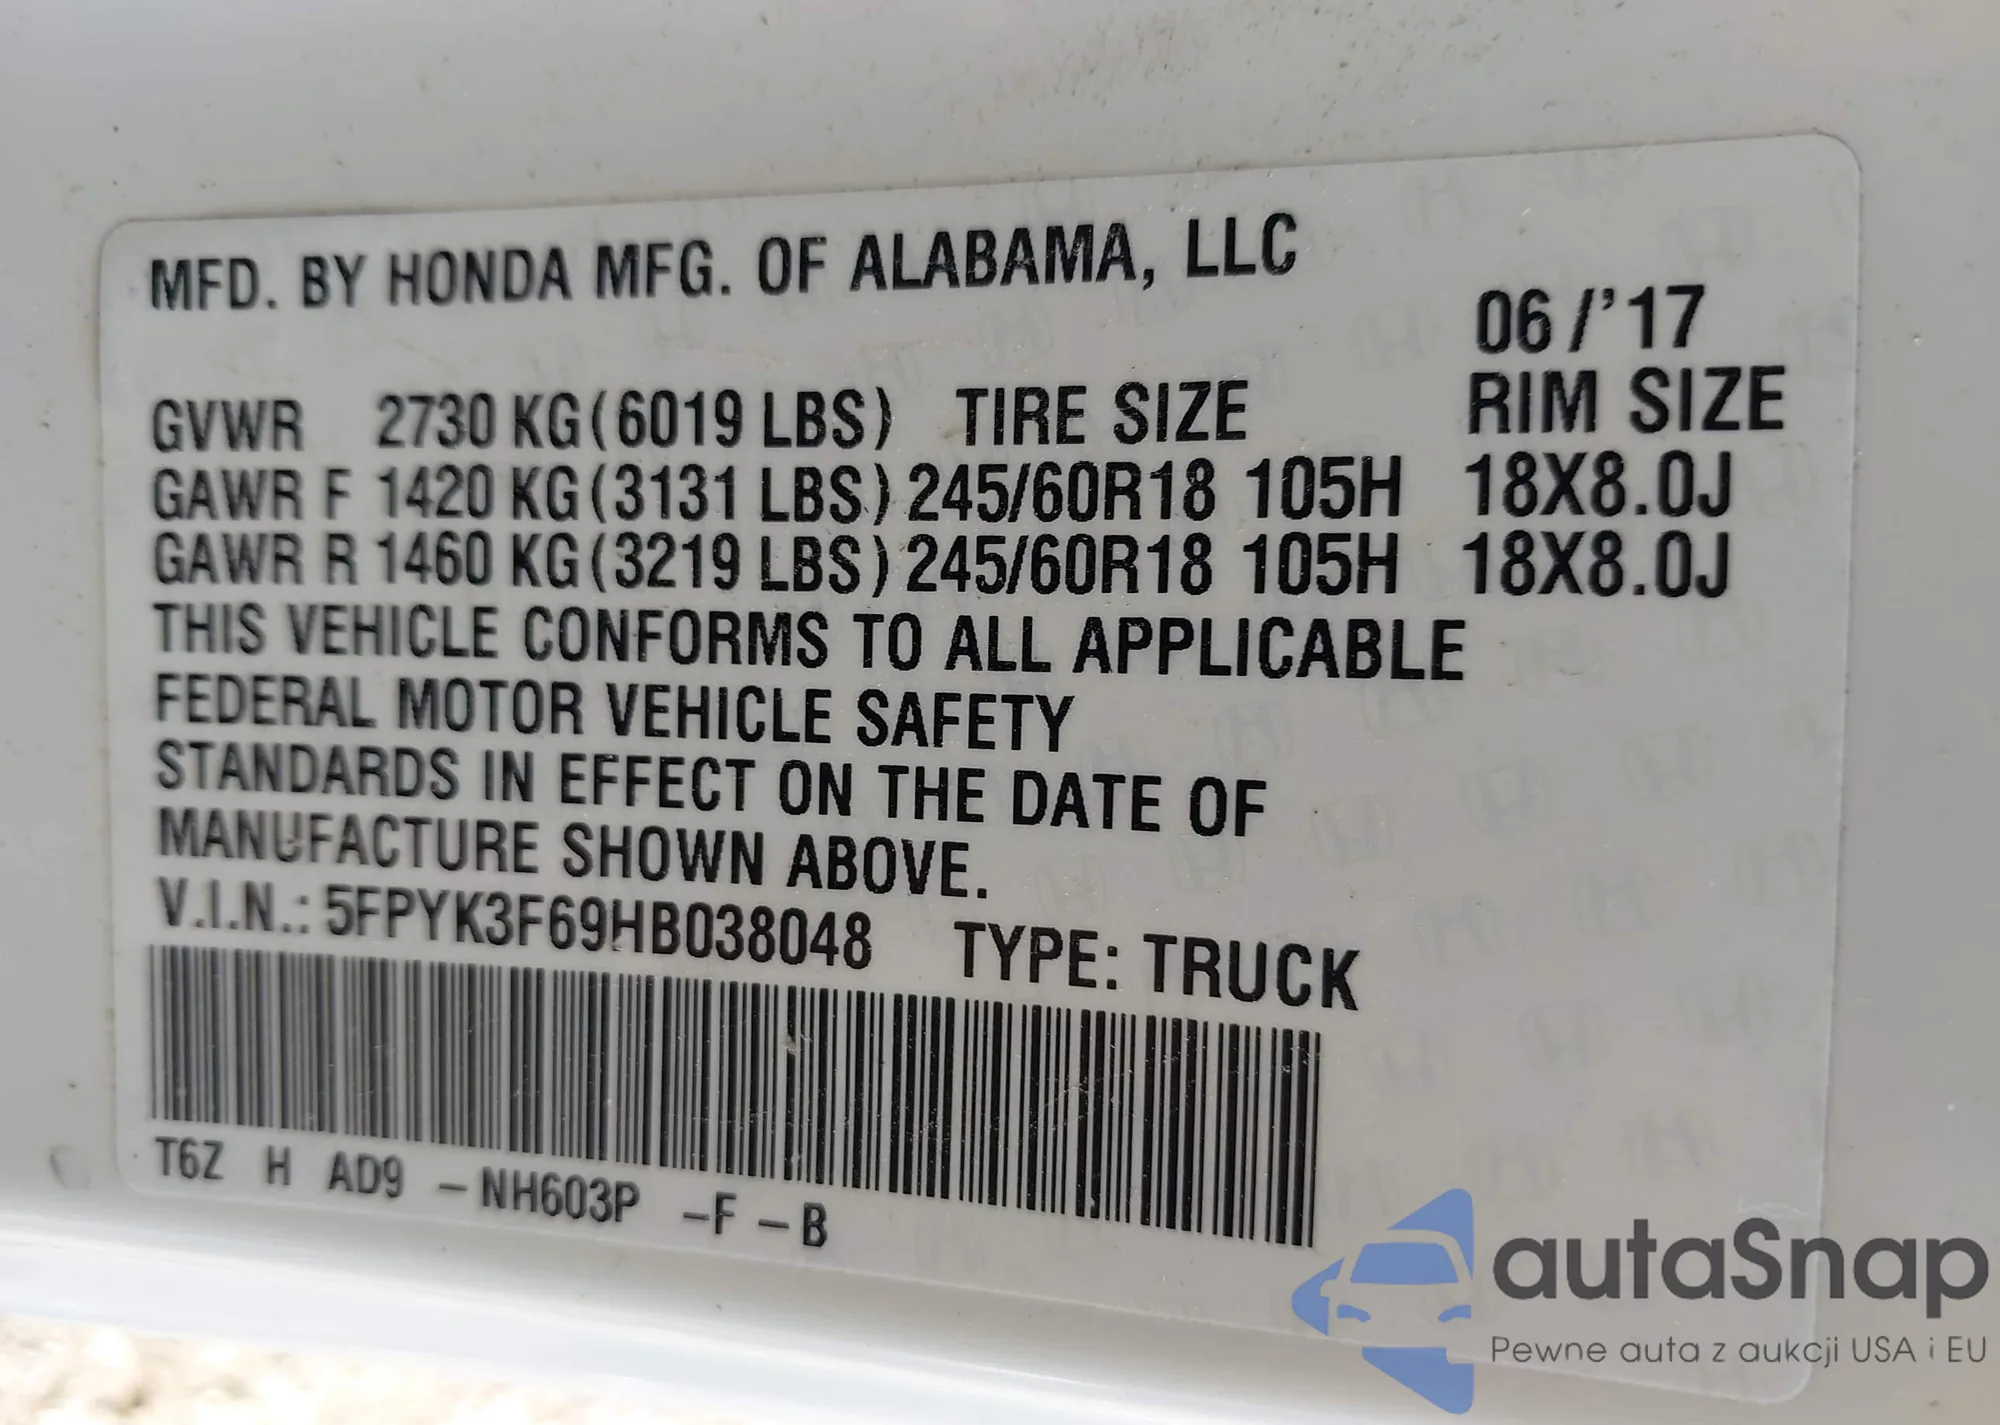 MFD. BY HONDA MFG. OF ALABAMA, LLC
06/'17
GVWR 2730 KG(6019 LBS) TIRE SIZE RIM SIZE
GAWR F 1420 KG(3131 LBS) 245/60R18 105H 18X8.0J
GAWR R 1460 KG(3219 LBS) 245/60R18 105H 18X8.0J
THIS VEHICLE CONFORMS TO ALL APPLICABLE
FEDERAL MOTOR VEHICLE SAFETY
STANDARDS IN EFFECT ON THE DATE OF
MANUFACTURE SHOWN ABOVE.
V.I.N.: 5FPYK3F69HB038048 TYPE: TRUCK
T6Z H AD9 -NH603P -F -B
autaSnap
Pewne auta z aukcji USA i EU